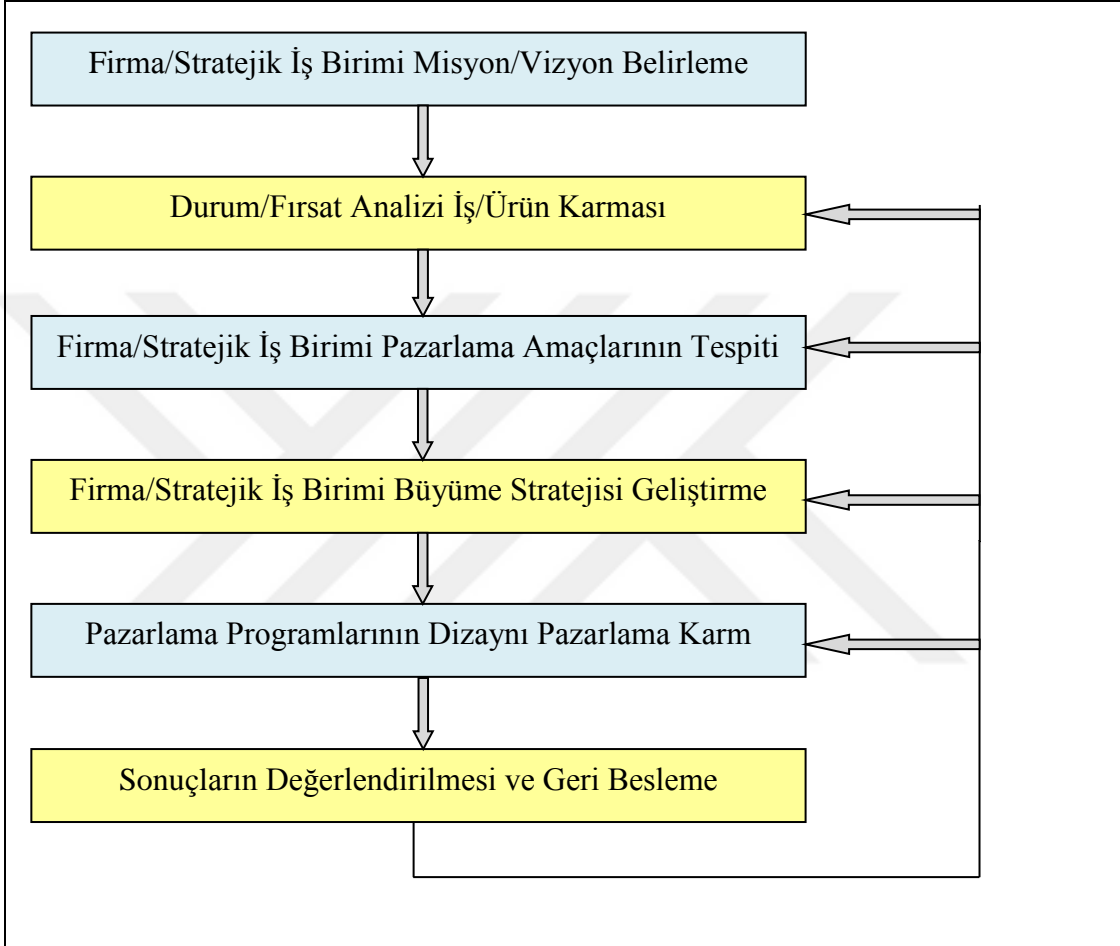 Firma/Stratejik İş Birimi Misyon/Vizyon Belirleme
Durum/Fırsat Analizi İş/Ürün Karması
Firma/Stratejik İş Birimi Pazarlama Amaçlarının Tespiti
Firma/Stratejik İş Birimi Büyüme Stratejisi Geliştirme
Pazarlama Programlarının Dizaynı Pazarlama Karm
Sonuçların Değerlendirilmesi ve Geri Besleme